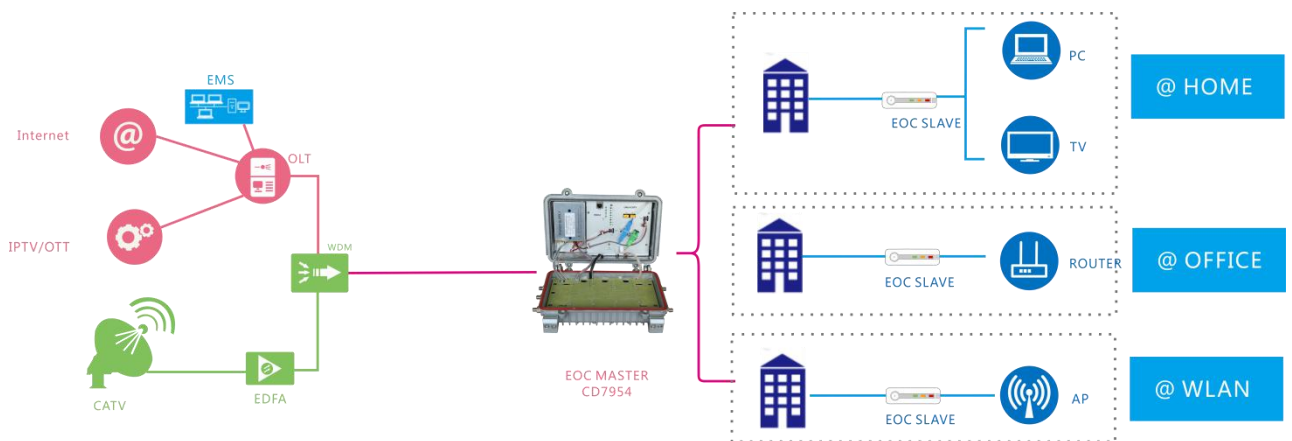 EMS
Internet
OLT
IPTV/OTT
WDM
CATV
EDFA
EOC MASTER
CD7954
EOC SLAVE
PC
TV
@ HOME
EOC SLAVE
ROUTER
@ OFFICE
EOC SLAVE
AP
@ WLAN